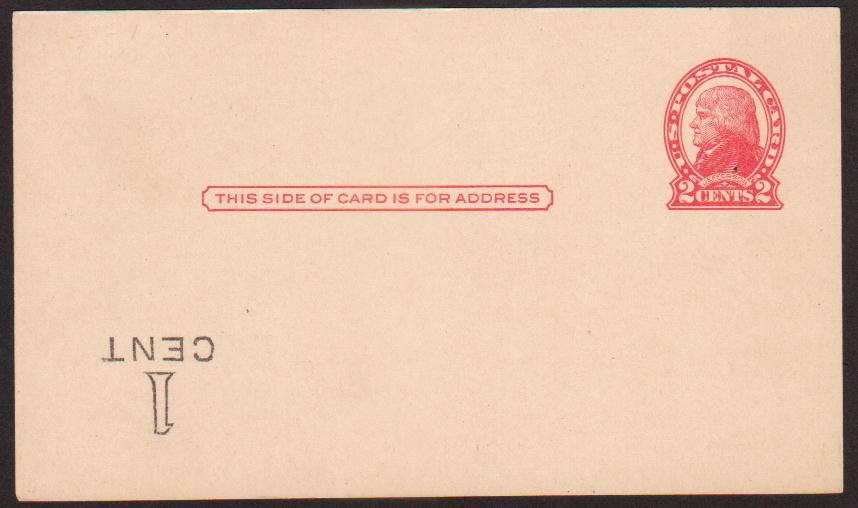 U.S. POSTAL CARD
JEFFERSON
2 CENTS 2
THIS SIDE OF CARD IS FOR ADDRESS
1
CENT